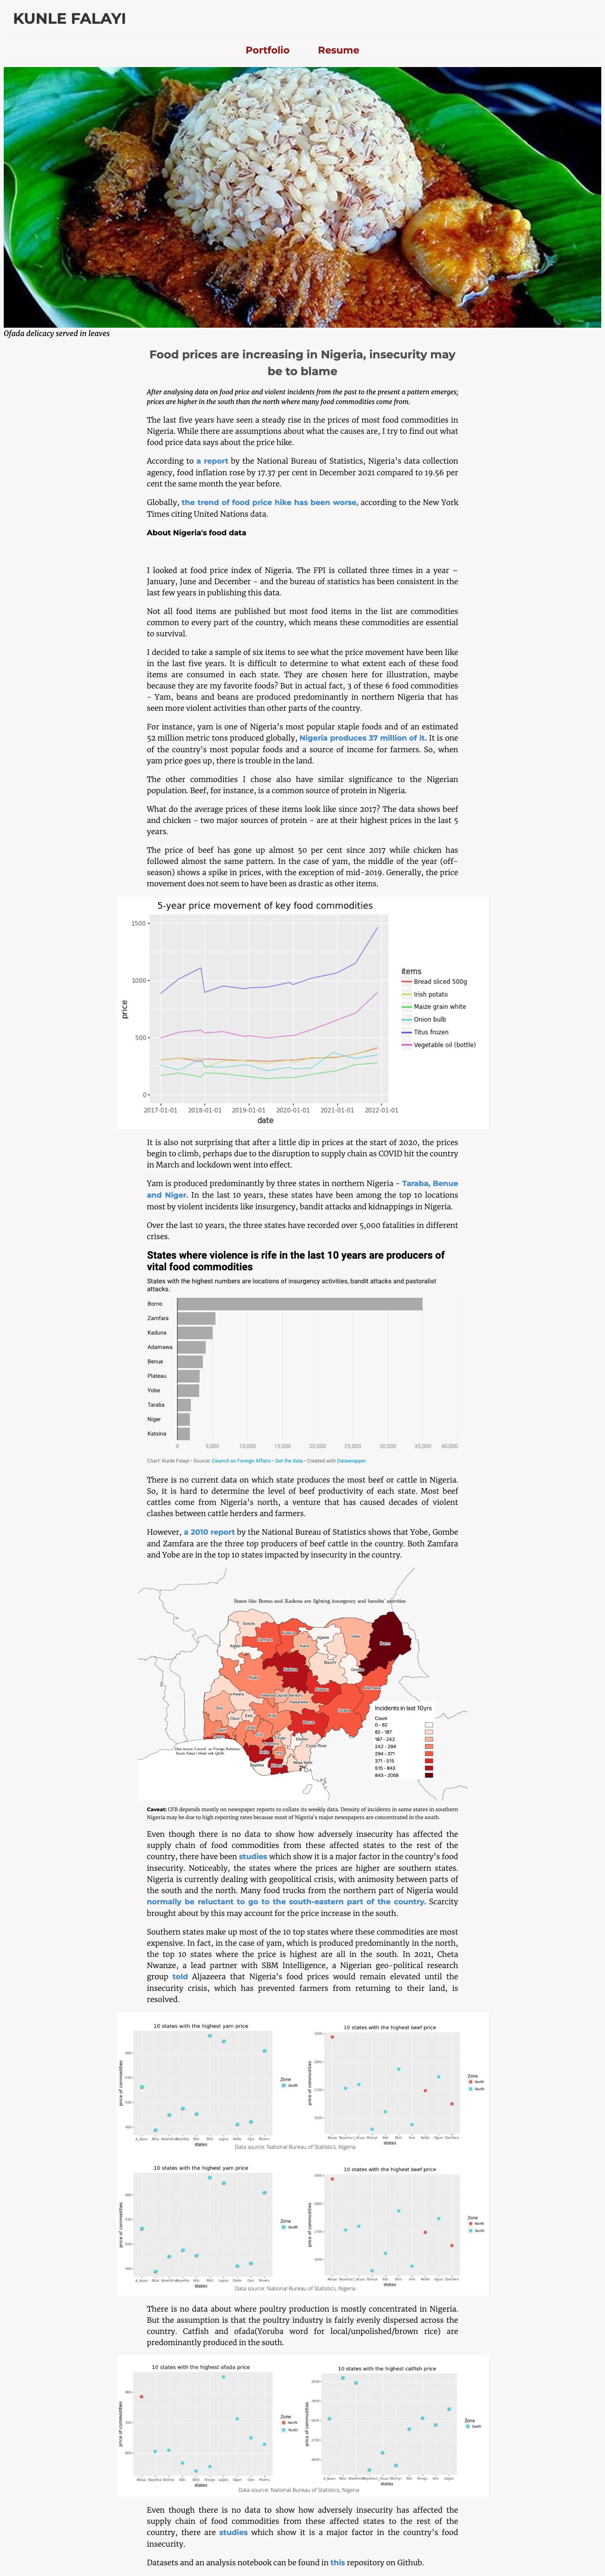 KUNLE FALAYI
Portfolio Resume
Ofada delicacy served in leaves
Food prices are increasing in Nigeria, insecurity may
be to blame
After analysing data on food price and violent incidents from the past to the present a pattern emerges;
prices are higher in the south than the north where many food commodities come from.
The last five years have seen a steady rise in the prices of most food commodities in
Nigeria. While there are assumptions about what the causes are, I try to find out what
food price data says about the price hike.
According to a report by the National Bureau of Statistics, Nigeria's data collection
agency, food inflation rose by 17.37 per cent in December 2021 compared to 19.56 per
cent the same month the year before.
Globally, the trend of food price hike has been worse, according to the New York
Times citing United Nations data.
About Nigeria's food data
I looked at food price index of Nigeria. The FPI is collated three times in a year –
January, June and December - and the bureau of statistics has been consistent in the
last few years in publishing this data.
Not all food items are published but most food items in the list are commodities
common to every part of the country, which means these commodities are essential
to survival.
I decided to take a sample of six items to see what the price movement have been like
in the last five years. It is difficult to determine to what extent each of these food
items are consumed in each state. They are chosen here for illustration, maybe
because they are my favorite foods? But in actual fact, 3 of these 6 food commodities
- Yam, beans and beans are produced predominantly in northern Nigeria that has
seen more violent activities than other parts of the country.
For instance, yam is one of Nigeria's most popular staple foods and of an estimated
52 million metric tons produced globally, Nigeria produces 37 million of it. It is one
of the country's most popular foods and a source of income for farmers. So, when
yam price goes up, there is trouble in the land.
The other commodities I chose also have similar significance to the Nigerian
population. Beef, for instance, is a common source of protein in Nigeria.
What do the average prices of these items look like since 2017? The data shows beef
and chicken - two major sources of protein - are at their highest prices in the last 5
years.
The price of beef has gone up almost 50 per cent since 2017 while chicken has
followed almost the same pattern. In the case of yam, the middle of the year (off-
season) shows a spike in prices, with the exception of mid-2019. Generally, the price
movement does not seem to have been as drastic as other items.
5-year price movement of key food commodities
1500
1000
500
0
price
2017-01-01 2018-01-01 2019-01-01 2020-01-01 2021-01-01 2022-01-01
date
items
Bread sliced 500g
Irish potato
Maize grain white
Onion bulb
Titus frozen
Vegetable oil (bottle)
It is also not surprising that after a little dip in prices at the start of 2020, the prices
begin to climb, perhaps due to the disruption to supply chain as COVID hit the country
in March and lockdown went into effect.
Yam is produced predominantly by three states in northern Nigeria – Taraba, Benue
and Niger. In the last 10 years, these states have been among the top 10 locations
most by violent incidents like insurgency, bandit attacks and kidnappings in Nigeria.
Over the last 10 years, the three states have recorded over 5,000 fatalities in different
crises.
States where violence is rife in the last 10 years are producers of
vital food commodities
States with the highest numbers are locations of insurgency activities, bandit attacks and pastoralist
attacks.
Borno
Zamfara
Kaduna
Adamawa
Benue
Plateau
Yobe
Taraba
Niger
Katsina
0 5,000 10,000 15,000 20,000 25,000 30,000 35,000 40,000
Chart: Kunle Falayi • Source: Council on Foreign Affairs • Get the data • Created with Datawrapper
There is no current data on which state produces the most beef or cattle in Nigeria.
So, it is hard to determine the level of beef productivity of each state. Most beef
cattles come from Nigeria's north, a venture that has caused decades of violent
clashes between cattle herders and farmers.
However, a 2010 report by the National Bureau of Statistics shows that Yobe, Gombe
and Zamfara are the three top producers of beef cattle in the country. Both Zamfara
and Yobe are in the top 10 states impacted by insecurity in the country.
States like Borno and Kaduna are fighting insurgency and bandits' activities
Sokoto
Kebbi
Zamfara
Kano
Jigawa
Yobe
Borno
Kaduna
Bauchi
Niger
Plateau
Adamawa
Kwara
Nasarawa
Taraba
Oyo
Benue
Cross River
Incidents in last 10yrs
Count
0 - 82
82 - 187
187 - 242
242 - 294
294 - 371
371 - 515
515 - 843
843 - 2058
Caveat: CFR depends mostly on newspaper reports to collate its weekly data. Density of incidents in some states in southern
Nigeria may be due to high reporting rates because most of Nigeria's major newspapers are concentrated in the south.
Even though there is no data to show how adversely insecurity has affected the
supply chain of food commodities from these affected states to the rest of the
country, there have been studies which show it is a major factor in the country's food
insecurity. Noticeably, the states where the prices are higher are southern states.
Nigeria is currently dealing with geopolitical crisis, with animosity between parts of
the south and the north. Many food trucks from the northern part of Nigeria would
normally be reluctant to go to the south-eastern part of the country. Scarcity
brought about by this may account for the price increase in the south.
Southern states make up most of the 10 top states where these commodities are most
expensive. In fact, in the case of yam, which is produced predominantly in the north,
the top 10 states where the price is highest are all in the south. In 2021, Cheta
Nwanze, a lead partner with SBM Intelligence, a Nigerian geo-political research
group told Aljazeera that Nigeria's food prices would remain elevated until the
insecurity crisis, which has prevented farmers from returning to their land, is
resolved.
10 states with the highest yam price
price of commodities
states
Zone
South
10 states with the highest beef price
price of commodities
states
Zone
North
South
Data source: National Bureau of Statistics, Nigeria
10 states with the highest yam price
price of commodities
states
Zone
South
10 states with the highest beef price
price of commodities
states
Zone
North
South
Data source: National Bureau of Statistics, Nigeria
There is no data about where poultry production is mostly concentrated in Nigeria.
But the assumption is that the poultry industry is fairly evenly dispersed across the
country. Catfish and ofada(Yoruba word for local/unpolished/brown rice) are
predominantly produced in the south.
10 states with the highest ofada price
price of commodities
states
Zone
North
South
10 states with the highest catfish price
price of commodities
states
Zone
South
Data source: National Bureau of Statistics, Nigeria
Even though there is no data to show how adversely insecurity has affected the
supply chain of food commodities from these affected states to the rest of the
country, there are studies which show it is a major factor in the country's food
insecurity.
Datasets and an analysis notebook can be found in this repository on Github.